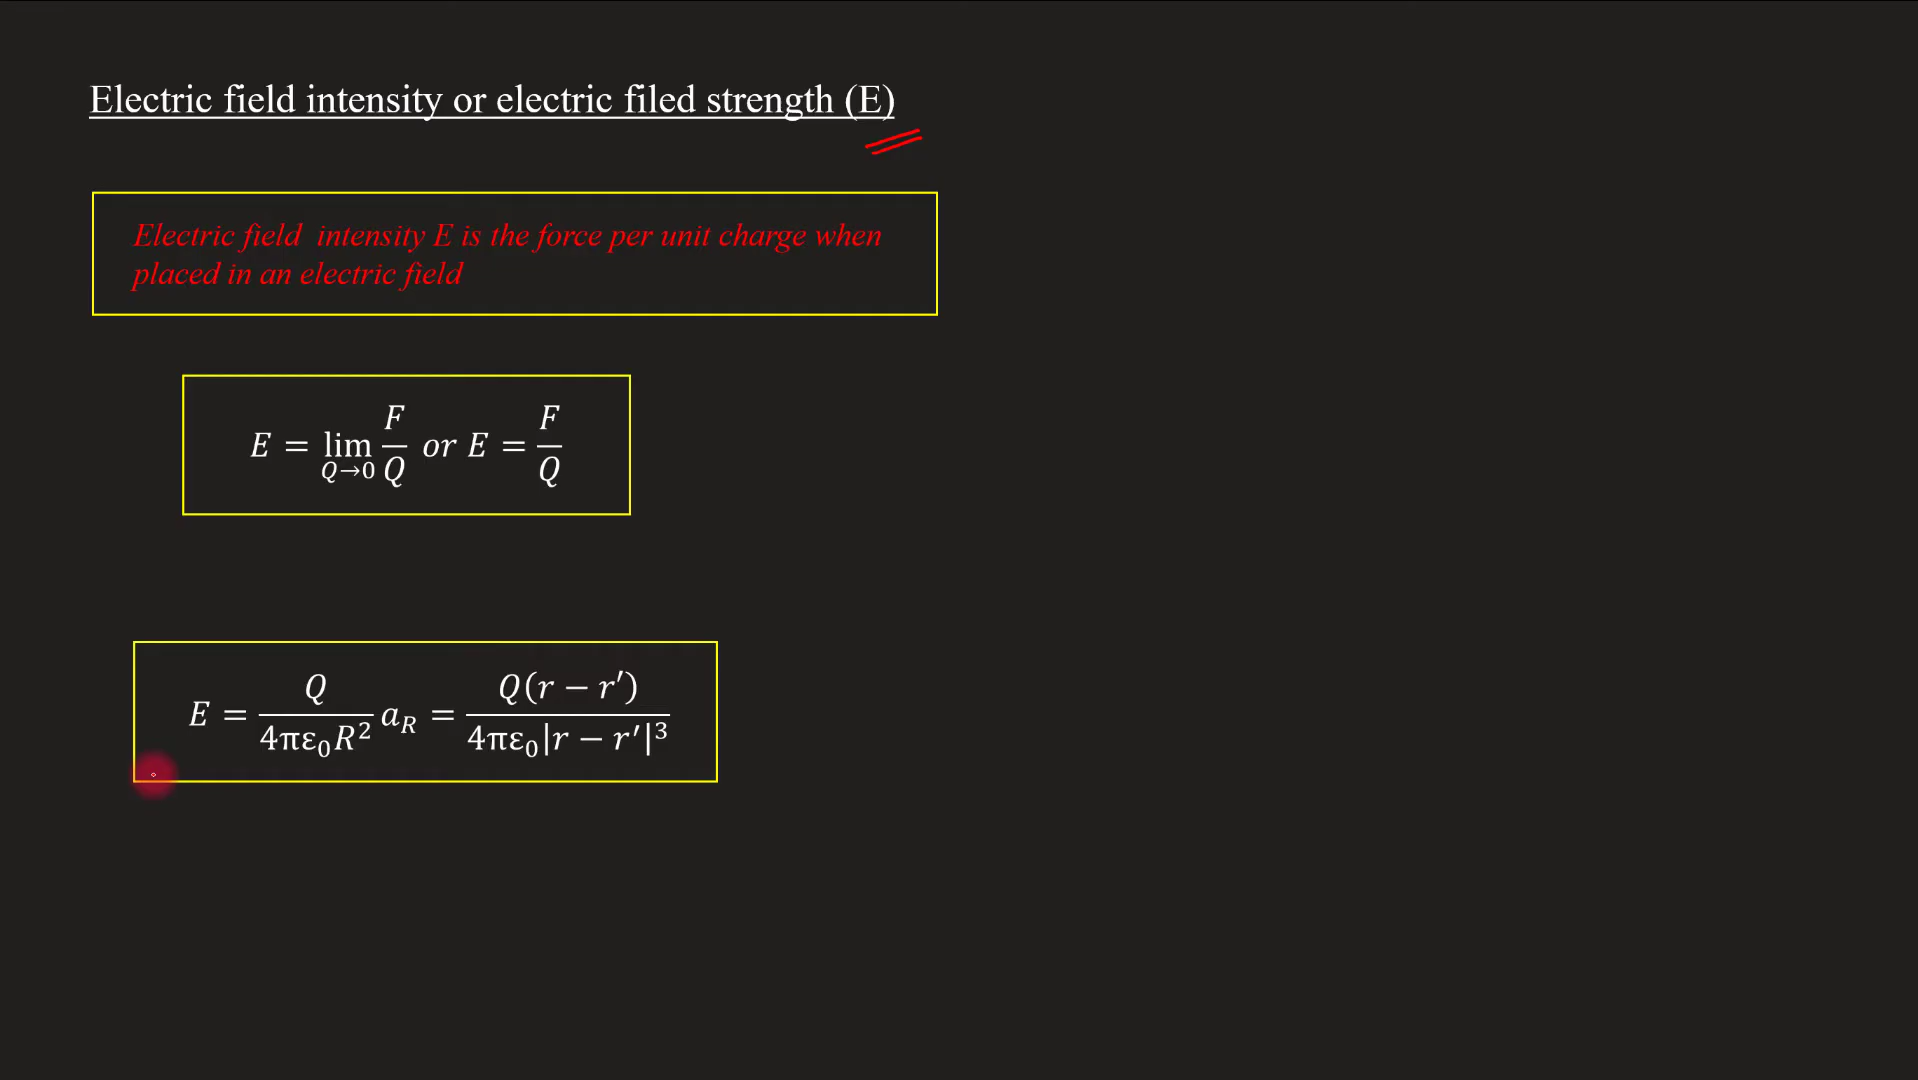 Electric field intensity or electric filed strength (E)
Electric field intensity E is the force per unit charge when
placed in an electric field
E = lim_{Q→0} F/Q or E = F/Q
E = Q/(4πε₀R²) a_R = Q(r − r′)/(4πε₀|r − r′|³)